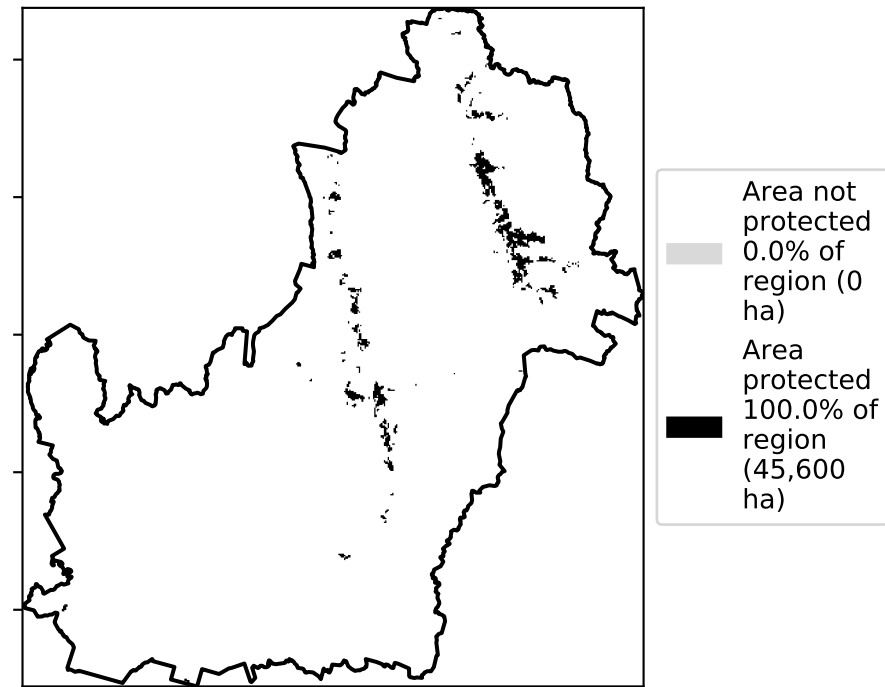 Area not
protected
0.0% of
region (0
ha)
Area
protected
100.0% of
region
(45,600
ha)